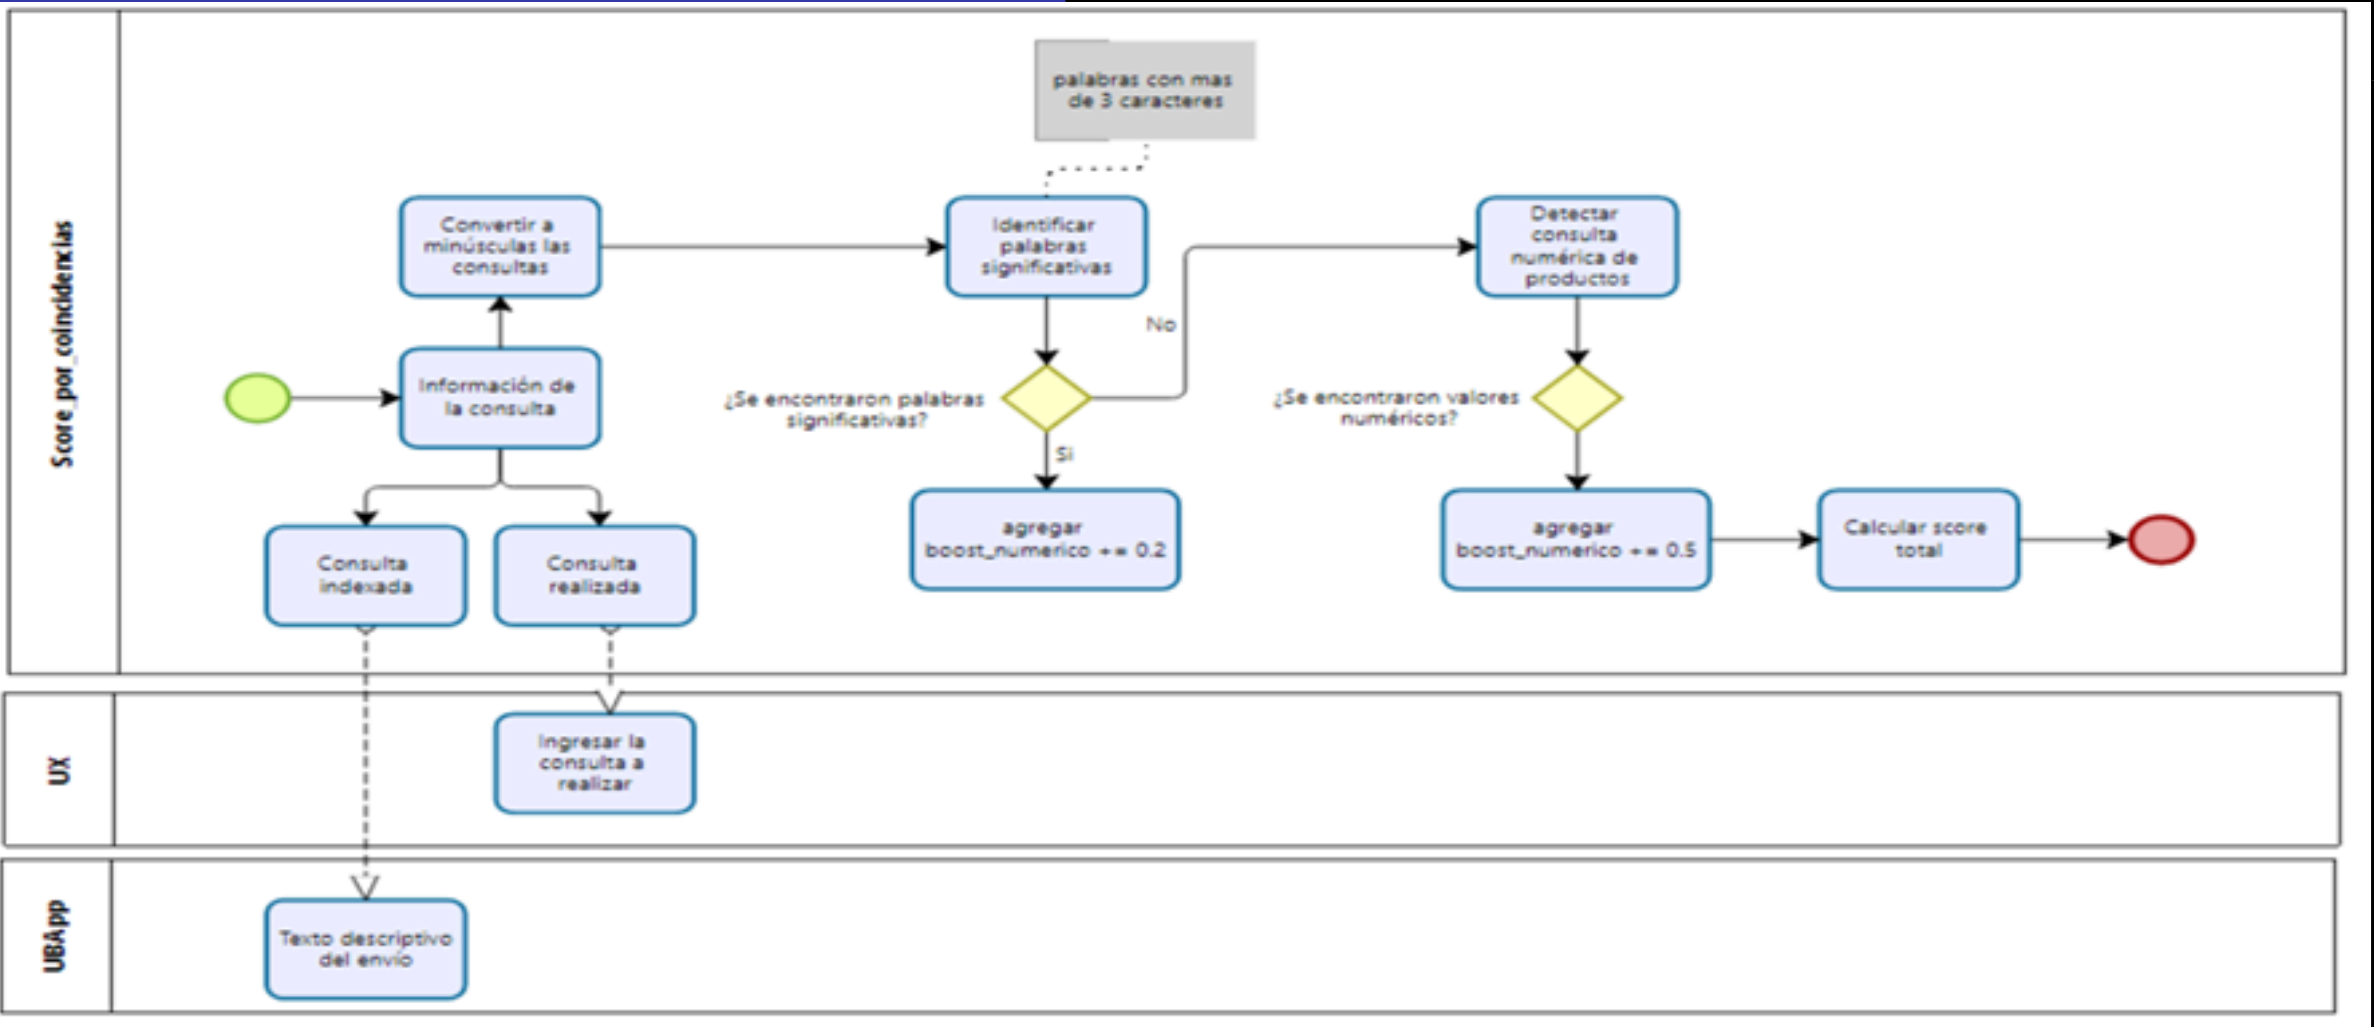 Score_por_coincidencias
palabras con mas
de 3 caracteres
Convertir a
minúsculas las
consultas
Identificar
palabras
significativas
Detectar
consulta
numérica de
productos
No
Información de
la consulta
¿Se encontraron palabras
significativas?
¿Se encontraron valores
numéricos?
Si
agregar
boost_numerico += 0.2
agregar
boost_numerico += 0.5
Calcular score
total
Consulta
indexada
Consulta
realizada
UX
Ingresar la
consulta a
realizar
UBApp
Texto descriptivo
del envío